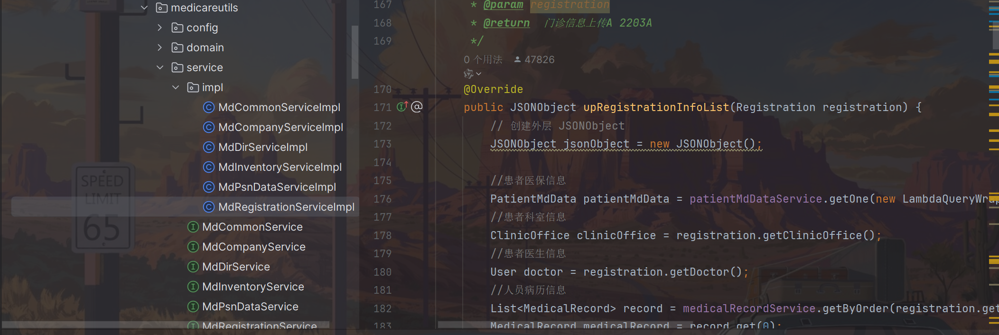 medicareutils
config
domain
service
impl
MdCommonServiceImpl
MdCompanyServiceImpl
MdDirServiceImpl
MdInventoryServiceImpl
MdPsnDataServiceImpl
MdRegistrationServiceImpl
MdCommonService
MdCompanyService
MdDirService
MdInventoryService
MdPsnDataService
MdRegistrationService
SPEED
LIMIT
65
167 * @param registration
168 * @return 门诊信息上传A 2203A
169 */
0 个用法 47826
170 @Override
171 public JSONObject upRegistrationInfoList(Registration registration) {
172 // 创建外层 JSONObject
173 JSONObject jsonObject = new JSONObject();
174
175 //患者医保信息
176 PatientMdData patientMdData = patientMdDataService.getOne(new LambdaQueryWrap
177 //患者科室信息
178 ClinicOffice clinicOffice = registration.getClinicOffice();
179 //患者医生信息
180 User doctor = registration.getDoctor();
181 //人员病历信息
182 List<MedicalRecord> record = medicalRecordService.getByOrder(registration.get
183 MedicalRecord medicalRecord = record.get(0);